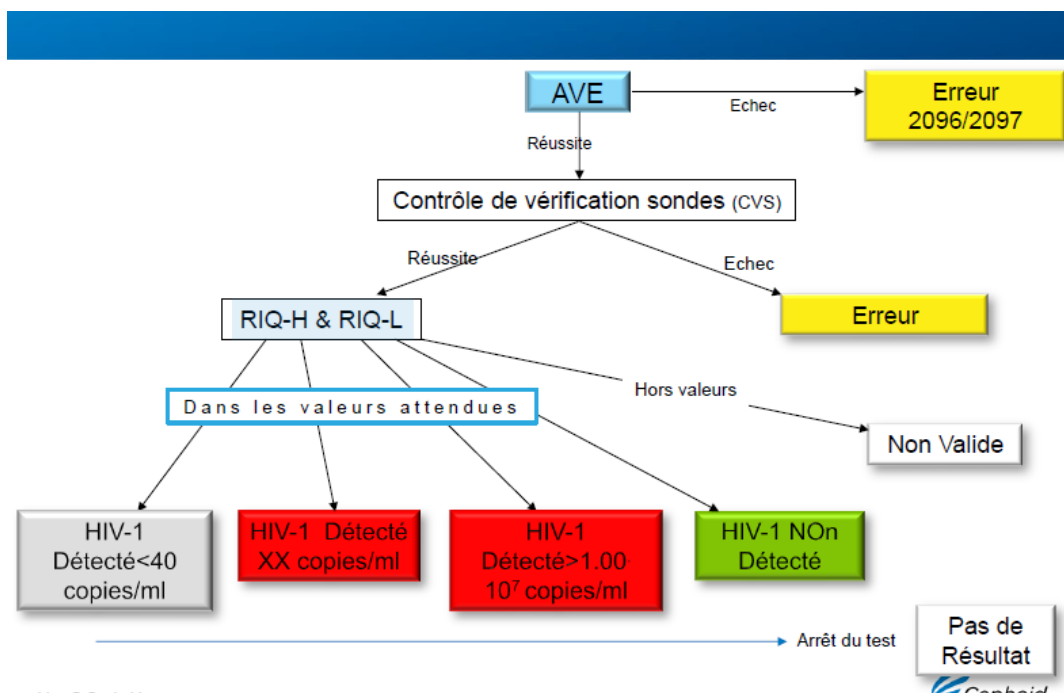 AVE
Echec
Erreur
2096/2097
Réussite
Contrôle de vérification sondes (CVS)
Réussite
Echec
RIQ-H & RIQ-L
Erreur
Dans les valeurs attendues
Hors valeurs
Non Valide
HIV-1
Détecté<40
copies/ml
HIV-1 Détecté
XX copies/ml
HIV-1
Détecté>1.00
10⁷ copies/ml
HIV-1 NOn
Détecté
Arrêt du test
Pas de
Résultat
Cepheid